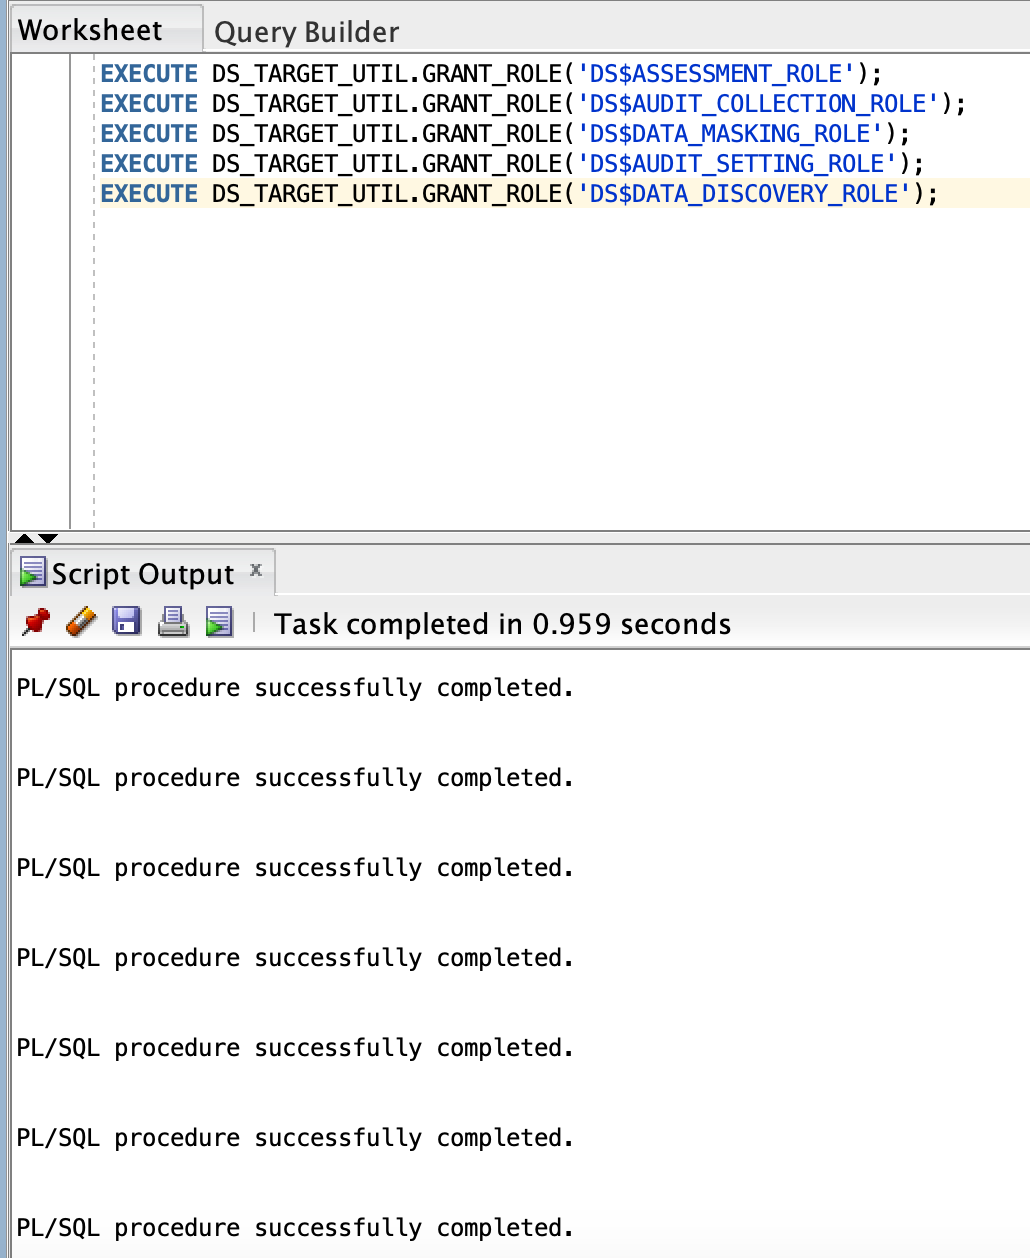 Worksheet Query Builder
EXECUTE DS_TARGET_UTIL.GRANT_ROLE('DS$ASSESSMENT_ROLE');
EXECUTE DS_TARGET_UTIL.GRANT_ROLE('DS$AUDIT_COLLECTION_ROLE');
EXECUTE DS_TARGET_UTIL.GRANT_ROLE('DS$DATA_MASKING_ROLE');
EXECUTE DS_TARGET_UTIL.GRANT_ROLE('DS$AUDIT_SETTING_ROLE');
EXECUTE DS_TARGET_UTIL.GRANT_ROLE('DS$DATA_DISCOVERY_ROLE');
Script Output x
Task completed in 0.959 seconds
PL/SQL procedure successfully completed.
PL/SQL procedure successfully completed.
PL/SQL procedure successfully completed.
PL/SQL procedure successfully completed.
PL/SQL procedure successfully completed.
PL/SQL procedure successfully completed.
PL/SQL procedure successfully completed.